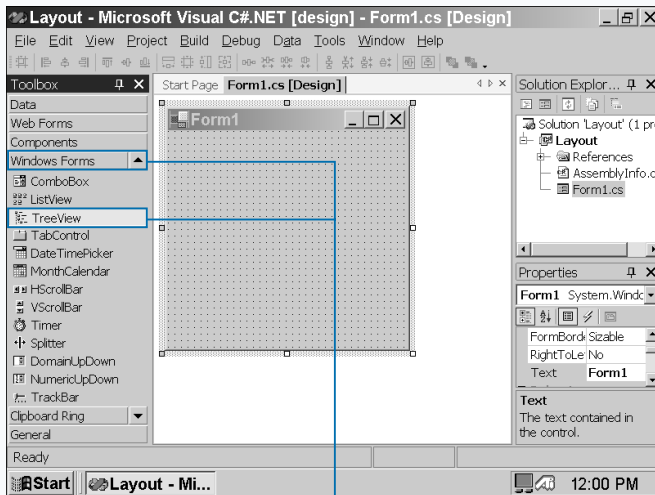 Layout - Microsoft Visual C#.NET [design] - Form1.cs [Design]
File Edit View Project Build Debug Data Tools Window Help
Toolbox
Start Page Form1.cs [Design]
Solution Explor...
Data
Web Forms
Components
Windows Forms
ComboBox
ListView
TreeView
TabControl
DateTimePicker
MonthCalendar
HScrollBar
VScrollBar
Timer
Splitter
DomainUpDown
NumericUpDown
TrackBar
Clipboard Ring
General
Form1
Solution 'Layout' (1 pr
Layout
References
AssemblyInfo.c
Form1.cs
Properties
Form1 System.Windc
FormBord Sizable
RightToLe No
Text Form1
Text
The text contained in
the control.
Ready
Start Layout - Mi... 12:00 PM